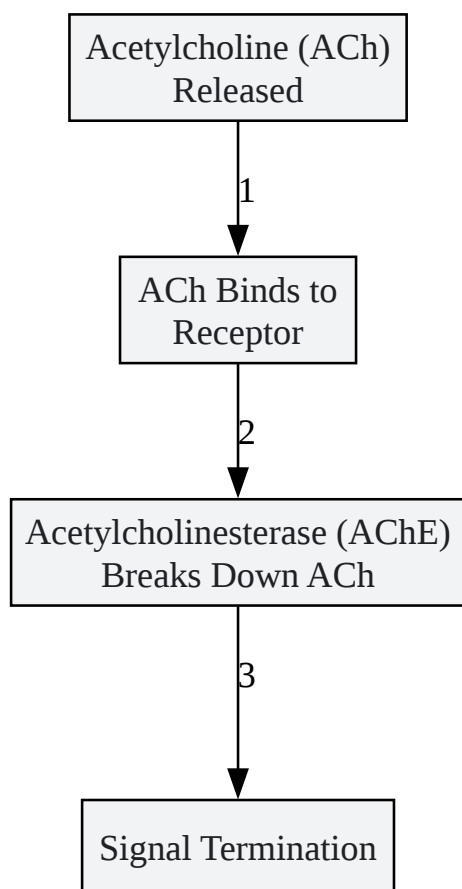 Acetylcholine (ACh)
Released
1
ACh Binds to
Receptor
2
Acetylcholinesterase (AChE)
Breaks Down ACh
3
Signal Termination